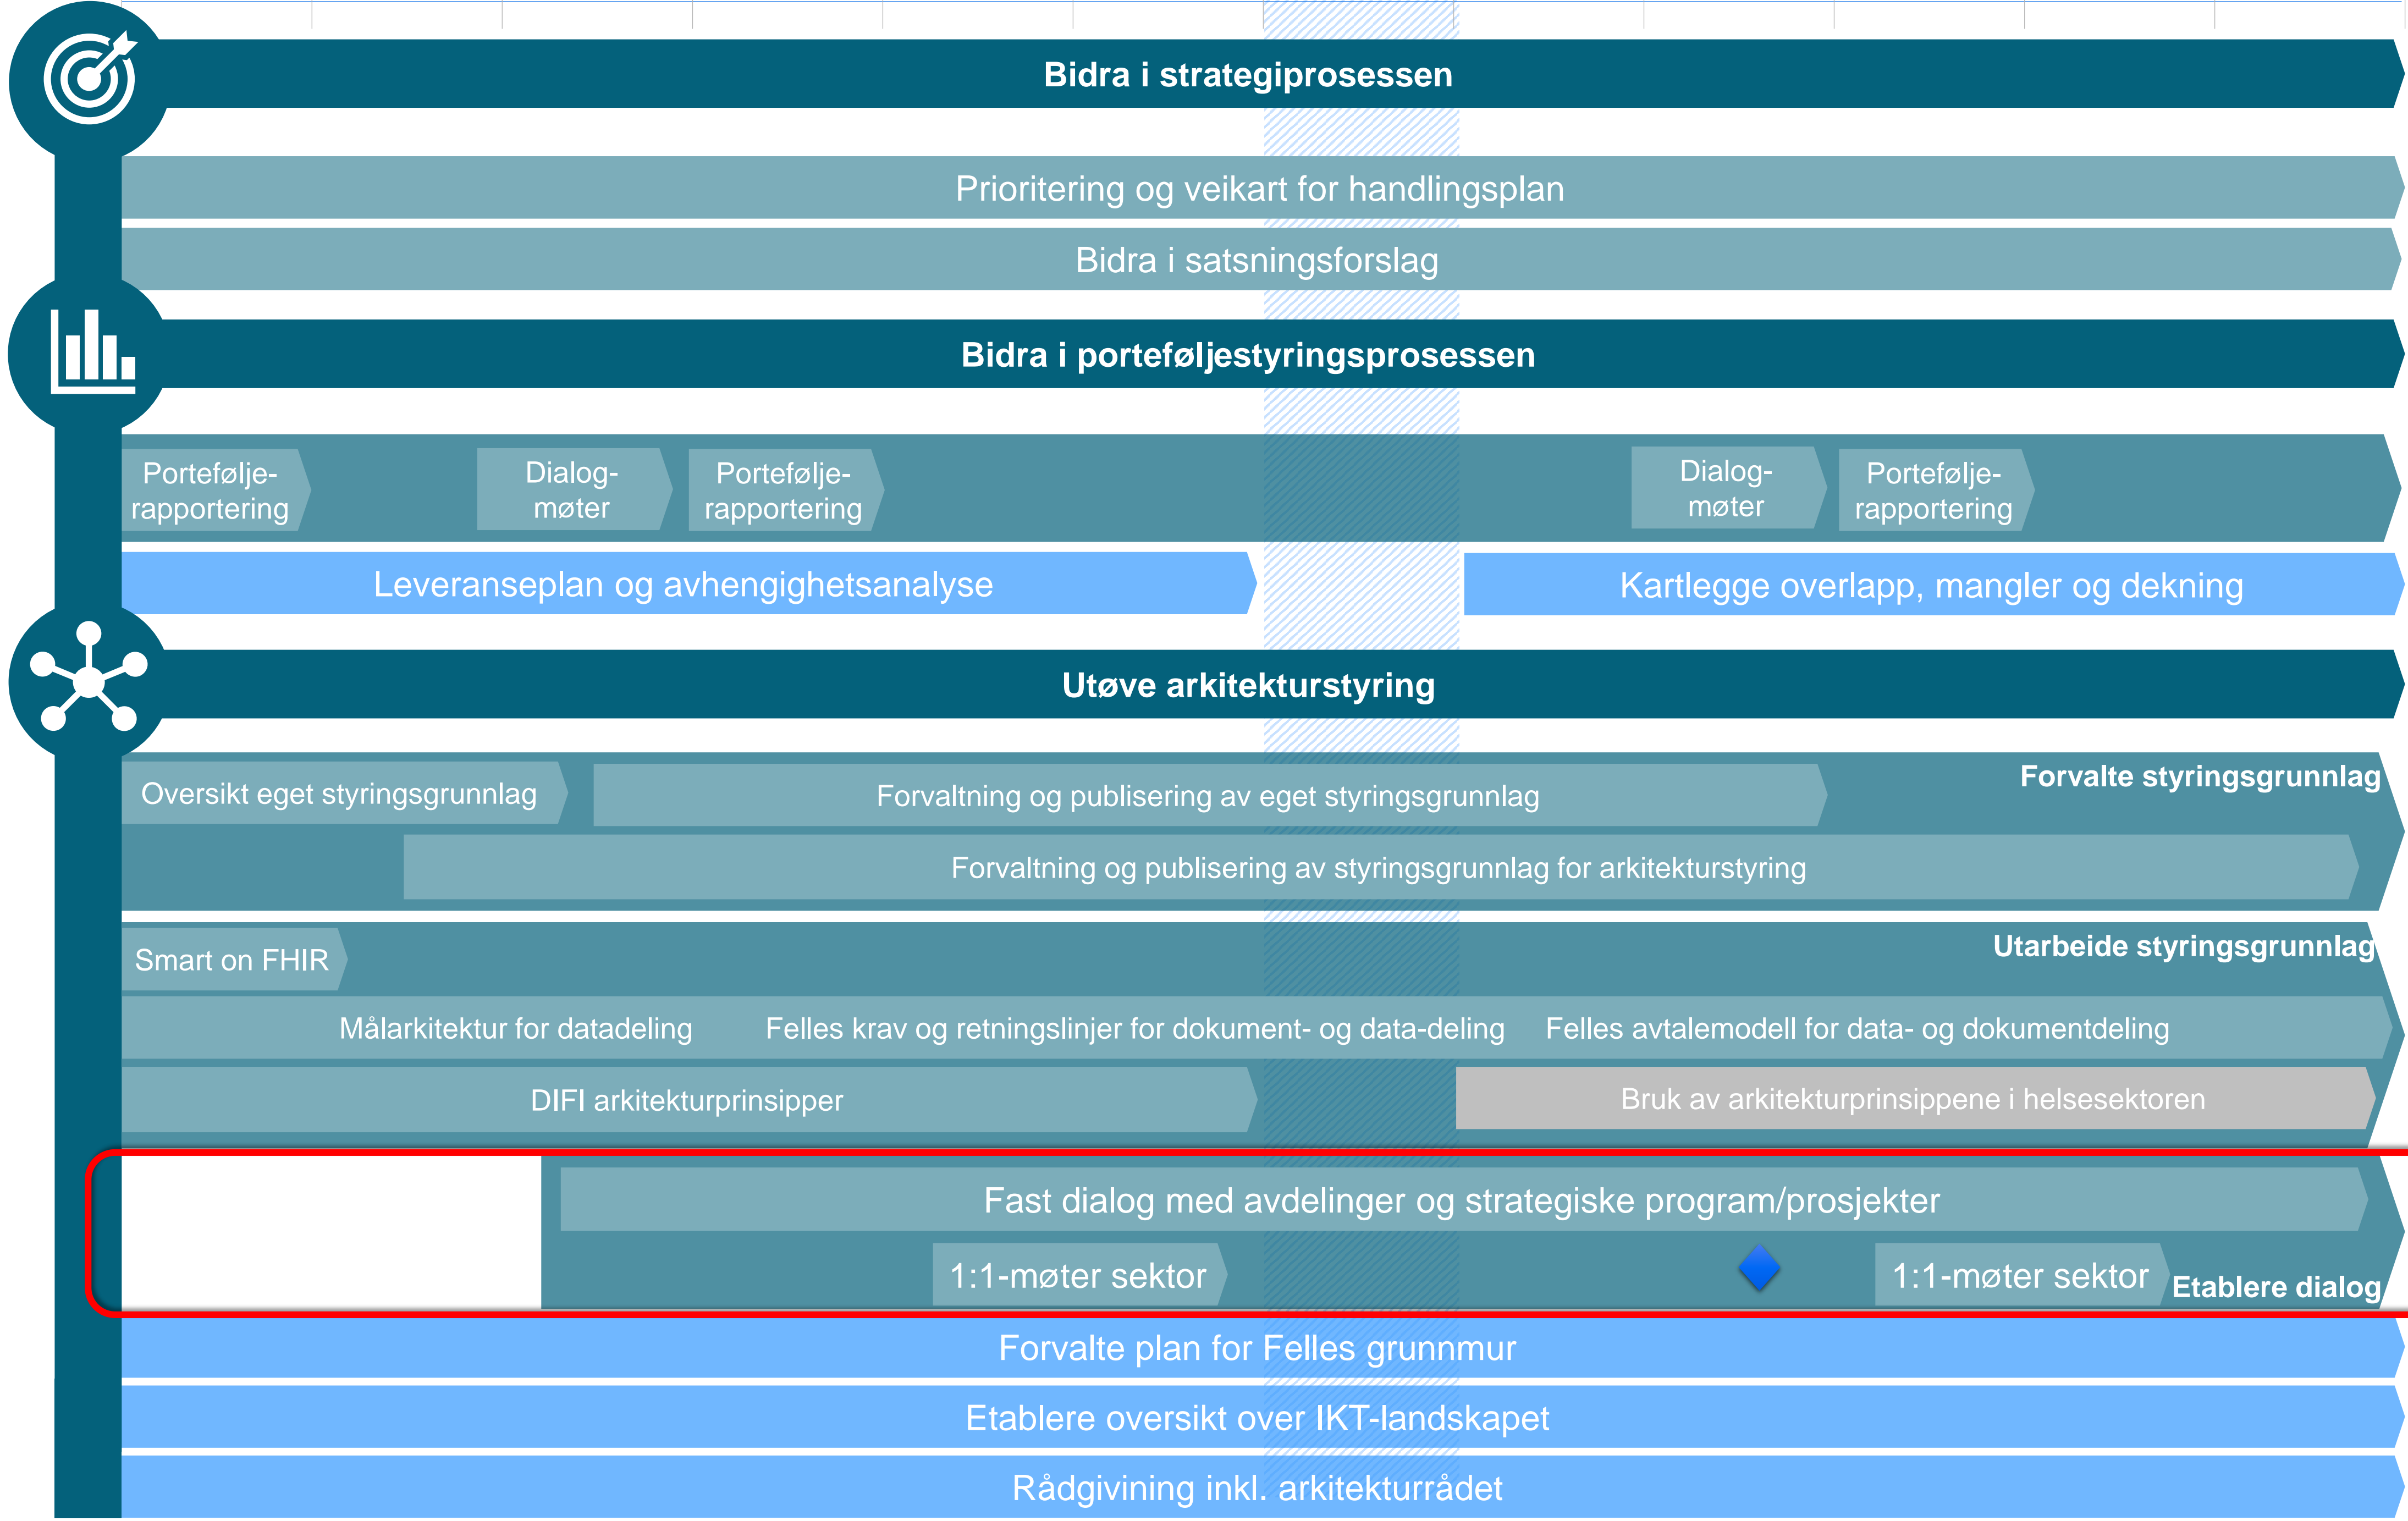 Bidra i strategiprosessen
Prioritering og veikart for handlingsplan
Bidra i satsningsforslag
Bidra i porteføljestyringsprosessen
Portefølje-
rapportering
Dialog-
møter
Portefølje-
rapportering
Dialog-
møter
Portefølje-
rapportering
Leveranseplan og avhengighetsanalyse
Kartlegge overlapp, mangler og dekning
Utøve arkitekturstyring
Forvalte styringsgrunnlag
Oversikt eget styringsgrunnlag
Forvaltning og publisering av eget styringsgrunnlag
Forvaltning og publisering av styringsgrunnlag for arkitekturstyring
Utarbeide styringsgrunnlag
Smart on FHIR
Målarkitektur for datadeling
Felles krav og retningslinjer for dokument- og data-deling
Felles avtalemodell for data- og dokumentdeling
DIFI arkitekturprinsipper
Bruk av arkitekturprinsippene i helsesektoren
Fast dialog med avdelinger og strategiske program/prosjekter
1:1-møter sektor
1:1-møter sektor
Etablere dialog
Forvalte plan for Felles grunnmur
Etablere oversikt over IKT-landskapet
Rådgivining inkl. arkitekturrådet